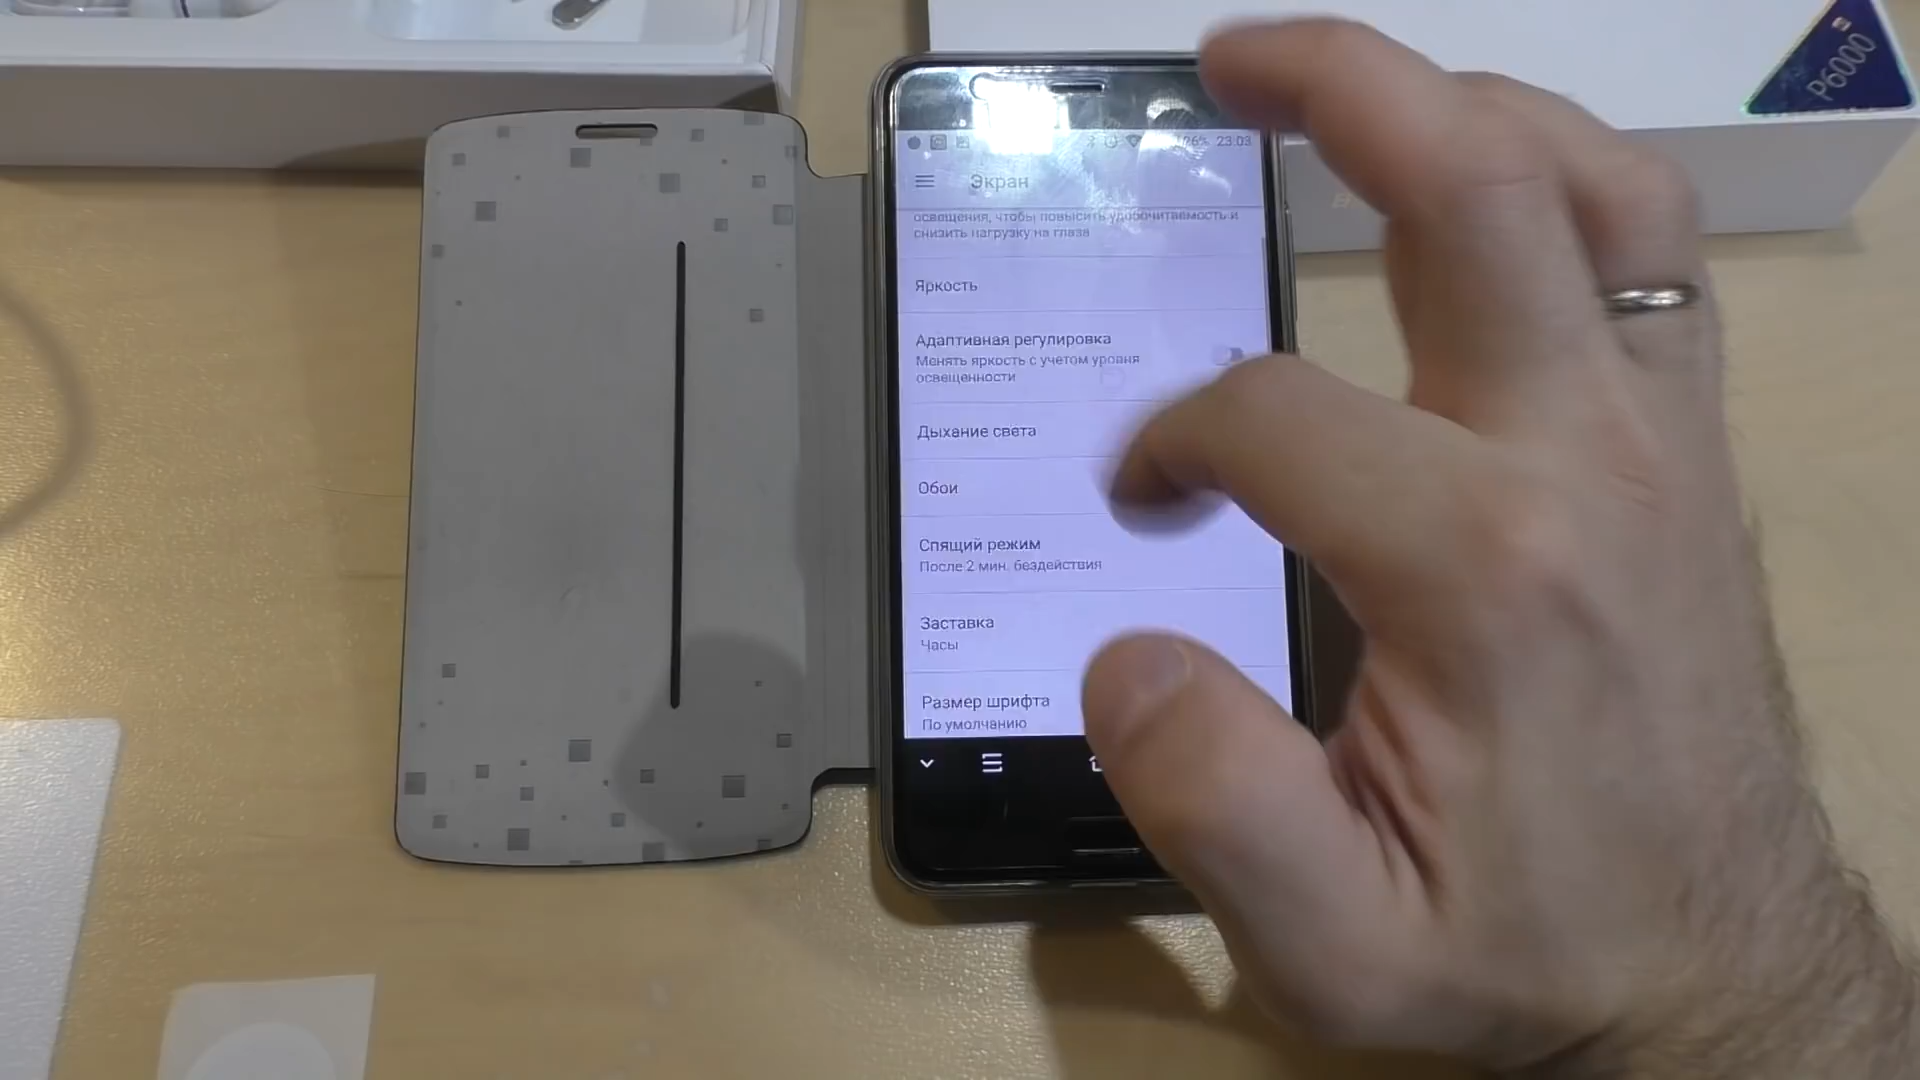 P6000
23:03
Экран
освещения, чтобы повысить удобочитаемость и
снизить нагрузку на глаза
Яркость
Адаптивная регулировка
Менять яркость с учетом уровня
освещенности
Дыхание света
Обои
Спящий режим
После 2 мин. бездействия
Заставка
Часы
Размер шрифта
По умолчанию